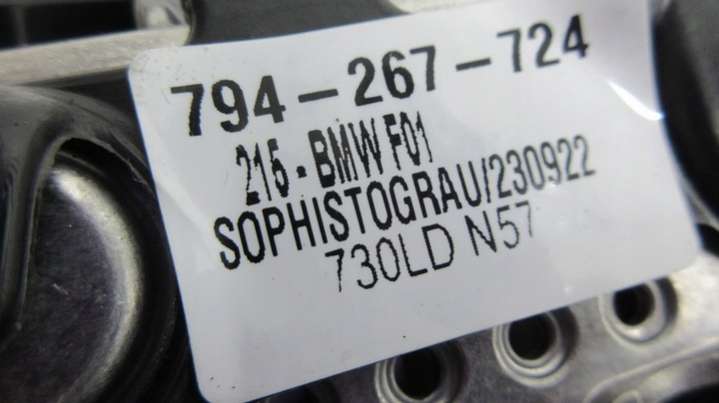 794-267-724
215-BMW F01
SOPHISTOGRAU/230922
730LD N57